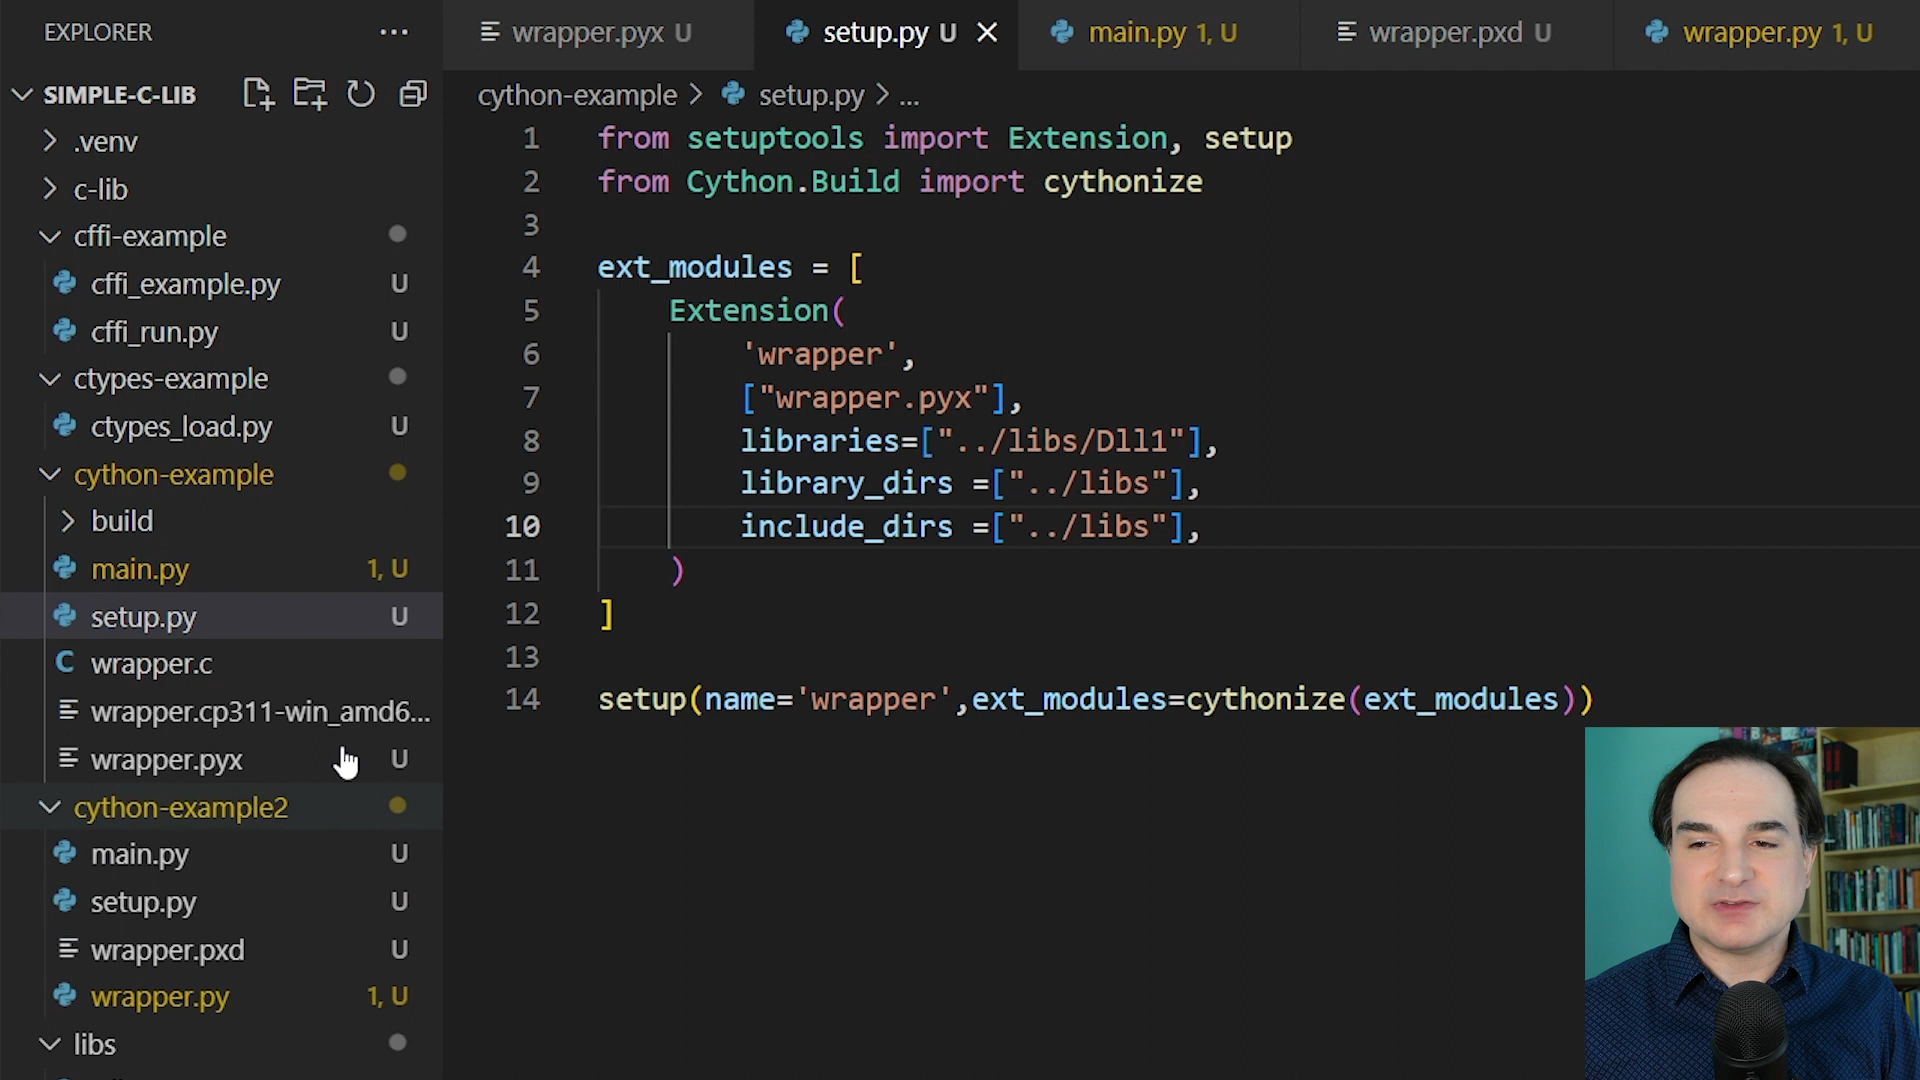 EXPLORER
SIMPLE-C-LIB
.venv
c-lib
cffi-example
cffi_example.py U
cffi_run.py U
ctypes-example
ctypes_load.py U
cython-example
build
main.py 1, U
setup.py U
wrapper.c
wrapper.cp311-win_amd6...
wrapper.pyx U
cython-example2
main.py U
setup.py U
wrapper.pxd U
wrapper.py 1, U
libs
wrapper.pyx U
setup.py U
main.py 1, U
wrapper.pxd U
wrapper.py 1, U
cython-example > setup.py > ...
1 from setuptools import Extension, setup
2 from Cython.Build import cythonize
3
4 ext_modules = [
5 Extension(
6 'wrapper',
7 ["wrapper.pyx"],
8 libraries=["../libs/Dll1"],
9 library_dirs =["../libs"],
10 include_dirs =["../libs"],
11 )
12 ]
13
14 setup(name='wrapper',ext_modules=cythonize(ext_modules))